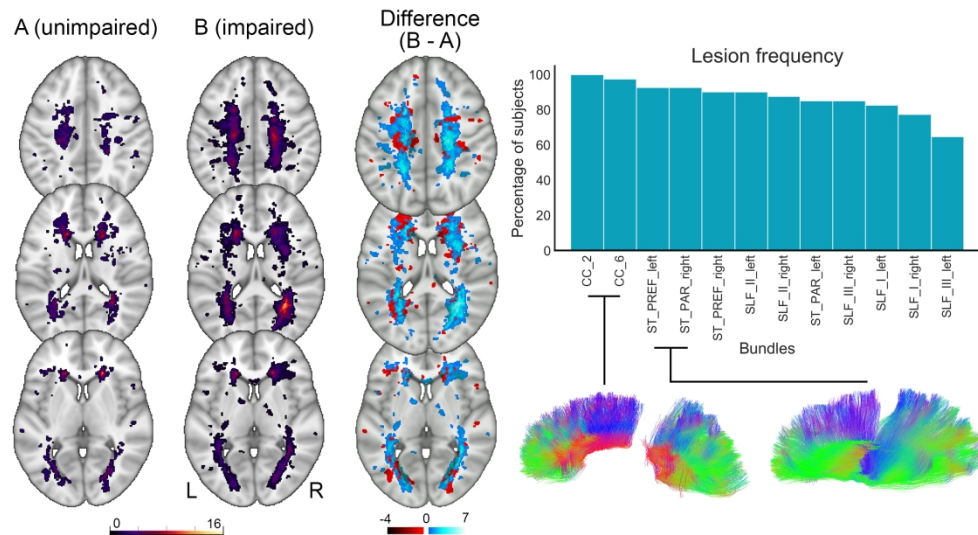 A (unimpaired)
B (impaired)
Difference
(B - A)
L
R
0
16
-4
0
7
Lesion frequency
Percentage of subjects
100
80
60
40
20
0
CC_2
CC_6
ST_PREF_left
ST_PAR_right
ST_PREF_right
SLF_II_left
SLF_II_right
ST_PAR_left
SLF_III_right
SLF_I_left
SLF_I_right
SLF_III_left
Bundles